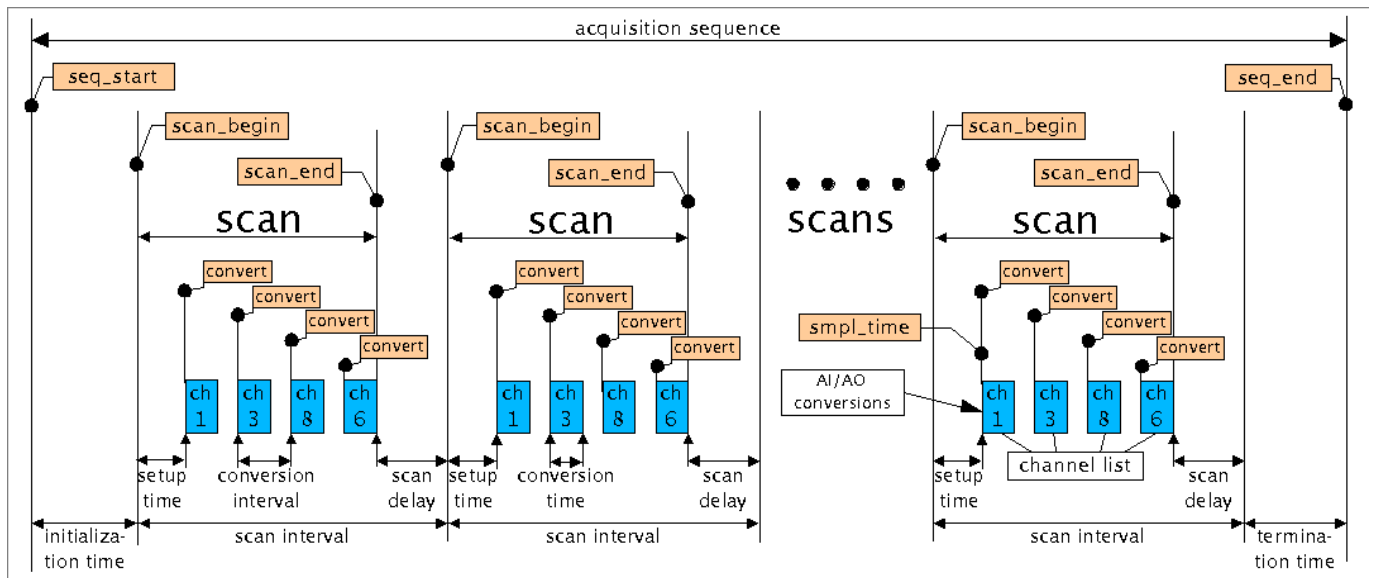 acquisition sequence
seq_start
seq_end
scan_begin
scan_begin
scan_begin
scan_end
scan_end
scan_end
scan
scan
scans
scan
convert
convert
convert
convert
convert
convert
convert
convert
convert
convert
convert
convert
smpl_time
AI/AO
conversions
ch
1
ch
3
ch
8
ch
6
ch
1
ch
3
ch
8
ch
6
ch
1
ch
3
ch
8
ch
6
channel list
setup
time
conversion
interval
scan
delay
setup
time
conversion
time
scan
delay
setup
time
scan
delay
initializa-
tion time
scan interval
scan interval
scan interval
termina-
tion time